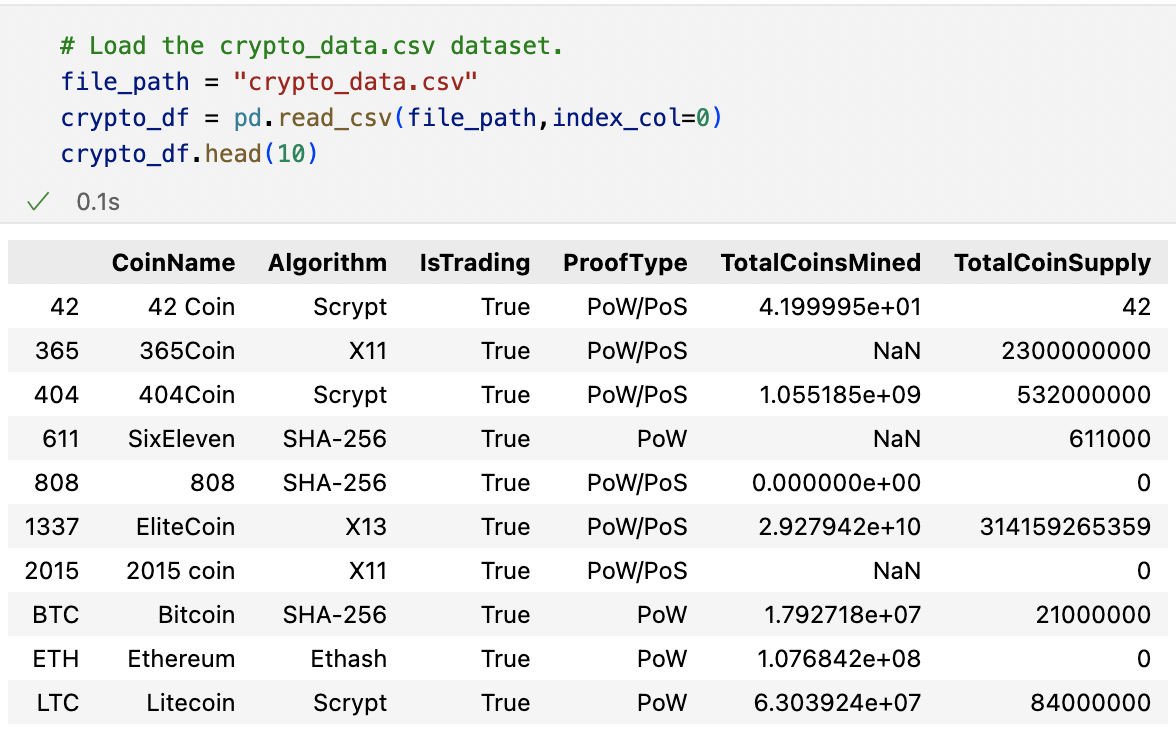 # Load the crypto_data.csv dataset.
file_path = "crypto_data.csv"
crypto_df = pd.read_csv(file_path,index_col=0)
crypto_df.head(10)
✓ 0.1s
CoinName Algorithm IsTrading ProofType TotalCoinsMined TotalCoinSupply
42 42 Coin Scrypt True PoW/PoS 4.199995e+01 42
365 365Coin X11 True PoW/PoS NaN 2300000000
404 404Coin Scrypt True PoW/PoS 1.055185e+09 532000000
611 SixEleven SHA-256 True PoW NaN 611000
808 808 SHA-256 True PoW/PoS 0.000000e+00 0
1337 EliteCoin X13 True PoW/PoS 2.927942e+10 314159265359
2015 2015 coin X11 True PoW/PoS NaN 0
BTC Bitcoin SHA-256 True PoW 1.792718e+07 21000000
ETH Ethereum Ethash True PoW 1.076842e+08 0
LTC Litecoin Scrypt True PoW 6.303924e+07 84000000